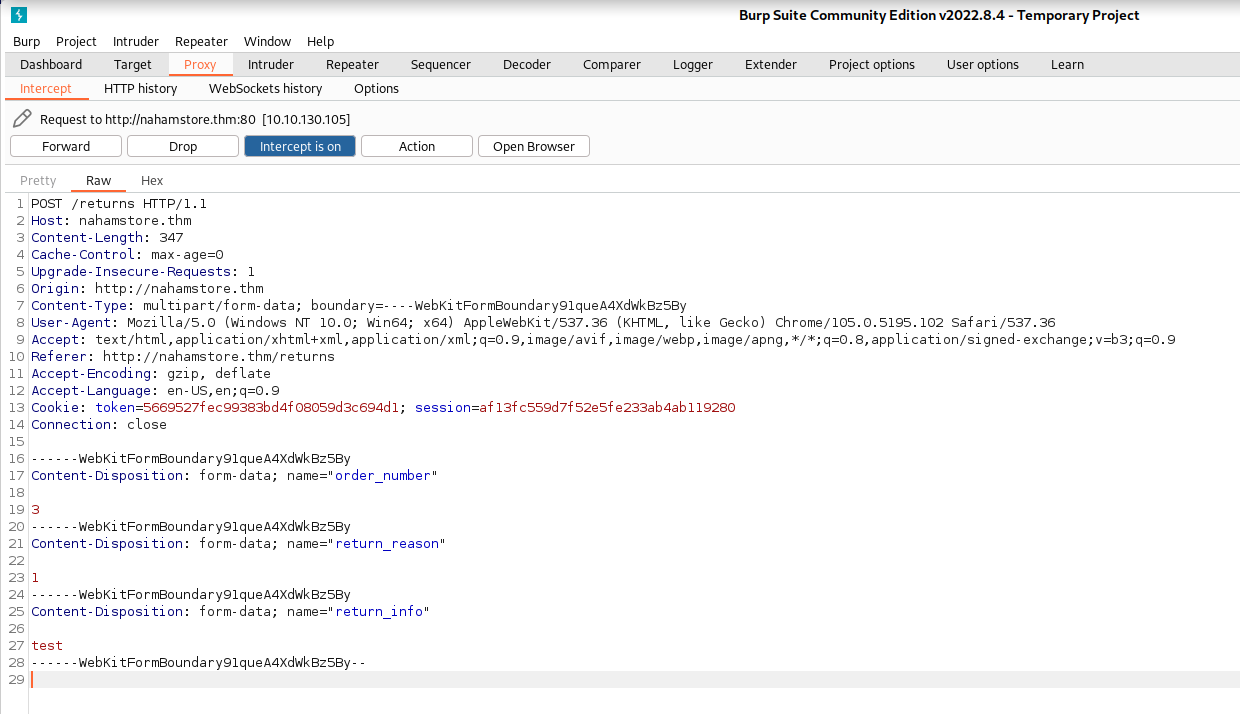 Burp Suite Community Edition v2022.8.4 - Temporary Project
Burp Project Intruder Repeater Window Help
Dashboard Target Proxy Intruder Repeater Sequencer Decoder Comparer Logger Extender Project options User options Learn
Intercept HTTP history WebSockets history Options
Request to http://nahamstore.thm:80 [10.10.130.105]
Forward Drop Intercept is on Action Open Browser
Pretty Raw Hex
1 POST /returns HTTP/1.1
2 Host: nahamstore.thm
3 Content-Length: 347
4 Cache-Control: max-age=0
5 Upgrade-Insecure-Requests: 1
6 Origin: http://nahamstore.thm
7 Content-Type: multipart/form-data; boundary=----WebKitFormBoundary91queA4XdWkBz5By
8 User-Agent: Mozilla/5.0 (Windows NT 10.0; Win64; x64) AppleWebKit/537.36 (KHTML, like Gecko) Chrome/105.0.5195.102 Safari/537.36
9 Accept: text/html,application/xhtml+xml,application/xml;q=0.9,image/avif,image/webp,image/apng,*/*;q=0.8,application/signed-exchange;v=b3;q=0.9
10 Referer: http://nahamstore.thm/returns
11 Accept-Encoding: gzip, deflate
12 Accept-Language: en-US,en;q=0.9
13 Cookie: token=5669527fec99383bd4f08059d3c694d1; session=af13fc559d7f52e5fe233ab4ab119280
14 Connection: close
15
16 ------WebKitFormBoundary91queA4XdWkBz5By
17 Content-Disposition: form-data; name="order_number"
18
19 3
20 ------WebKitFormBoundary91queA4XdWkBz5By
21 Content-Disposition: form-data; name="return_reason"
22
23 1
24 ------WebKitFormBoundary91queA4XdWkBz5By
25 Content-Disposition: form-data; name="return_info"
26
27 test
28 ------WebKitFormBoundary91queA4XdWkBz5By--
29